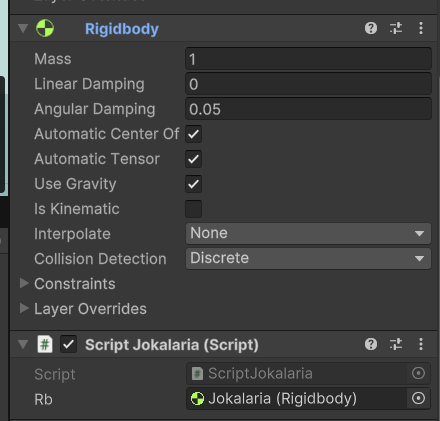 Rigidbody
Mass 1
Linear Damping 0
Angular Damping 0.05
Automatic Center Of
Automatic Tensor
Use Gravity
Is Kinematic
Interpolate None
Collision Detection Discrete
Constraints
Layer Overrides
# Script Jokalaria (Script)
Script # ScriptJokalaria
Rb Jokalaria (Rigidbody)